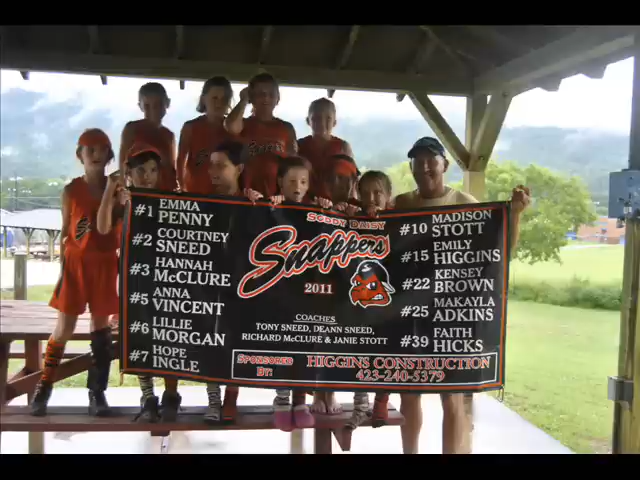 #1 EMMA PENNY
#2 COURTNEY SNEED
#3 HANNAH McCLURE
#5 ANNA VINCENT
#6 LILLIE MORGAN
#7 HOPE INGLE
SODDY DAISY
Snappers
2011
COACHES
TONY SNEED, DEANN SNEED,
RICHARD McCLURE & JANIE STOTT
#10 MADISON STOTT
#15 EMILY HIGGINS
#22 KENSEY BROWN
#25 MAKAYLA ADKINS
#39 FAITH HICKS
SPONSORED BY: HIGGINS CONSTRUCTION
423-240-5379